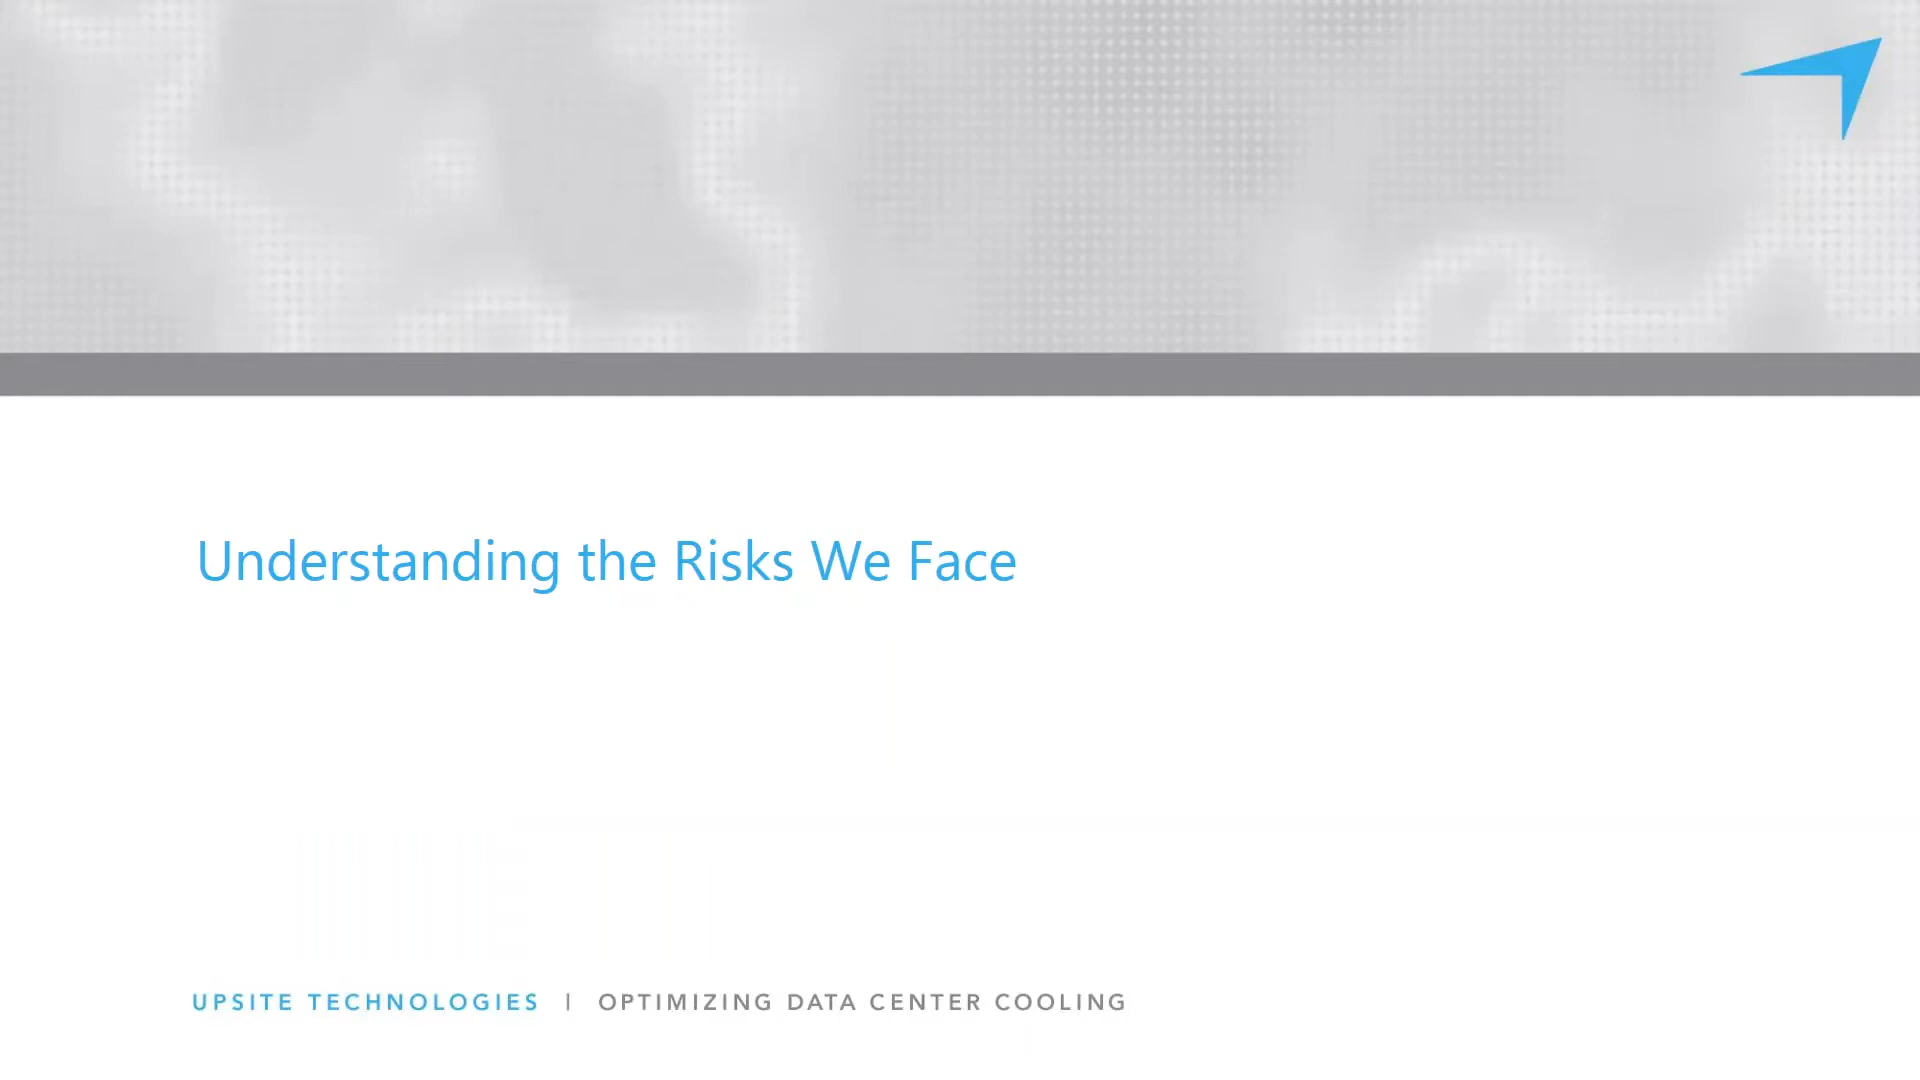 Understanding the Risks We Face
UPSITE TECHNOLOGIES | OPTIMIZING DATA CENTER COOLING